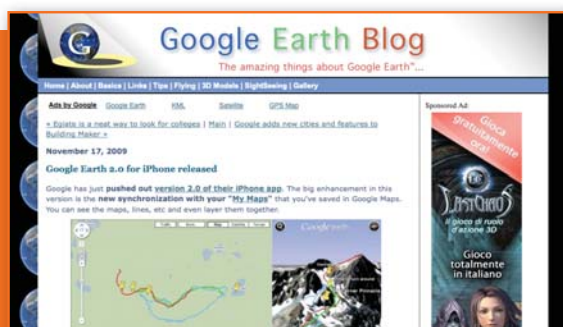 G
Google Earth Blog
The amazing things about Google Earth™...
Home | About | Basics | Links | Tips | Flying | 3D Models | SightSeeing | Gallery
Ads by Google Google Earth KML Satellite GPS Map
Sponsored Ad:
« Eplats is a neat way to look for colleges | Main | Google adds new cities and features to
Building Maker »
November 17, 2009
Google Earth 2.0 for iPhone released
Google has just pushed out version 2.0 of their iPhone app. The big enhancement in this
version is the new synchronization with your "My Maps" that you've saved in Google Maps.
You can see the maps, lines, etc and even layer them together.
Map
Google earth
Gioca
gratuitamente
ora!
LastChaos
Il gioco di ruolo
d'azione 3D
Gioco
totalmente
in italiano